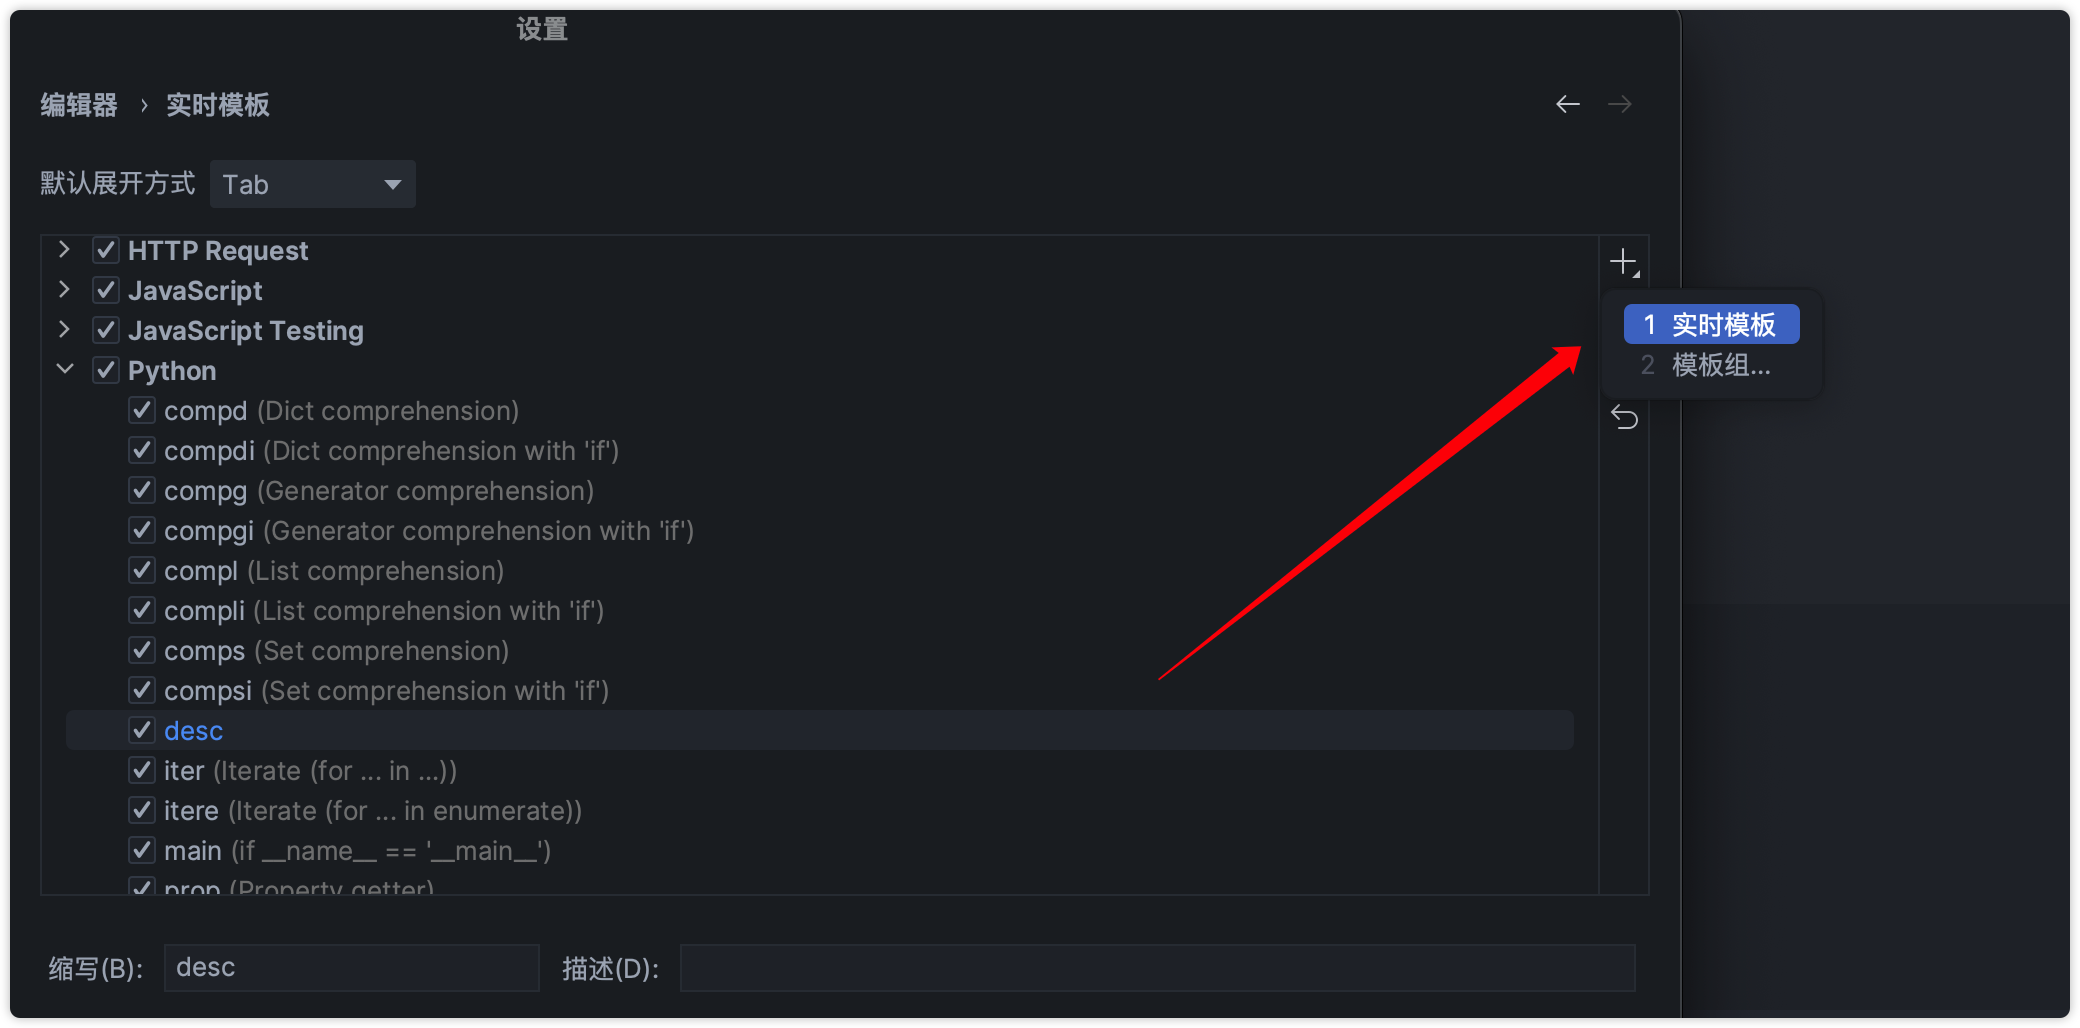 设置
编辑器 › 实时模板
默认展开方式 Tab
HTTP Request
JavaScript
JavaScript Testing
Python
compd (Dict comprehension)
compdi (Dict comprehension with 'if')
compg (Generator comprehension)
compgi (Generator comprehension with 'if')
compl (List comprehension)
compli (List comprehension with 'if')
comps (Set comprehension)
compsi (Set comprehension with 'if')
desc
iter (Iterate (for ... in ...))
itere (Iterate (for ... in enumerate))
main (if __name__ == '__main__')
prop (Property getter)
1 实时模板
2 模板组...
缩写(B): desc 描述(D):